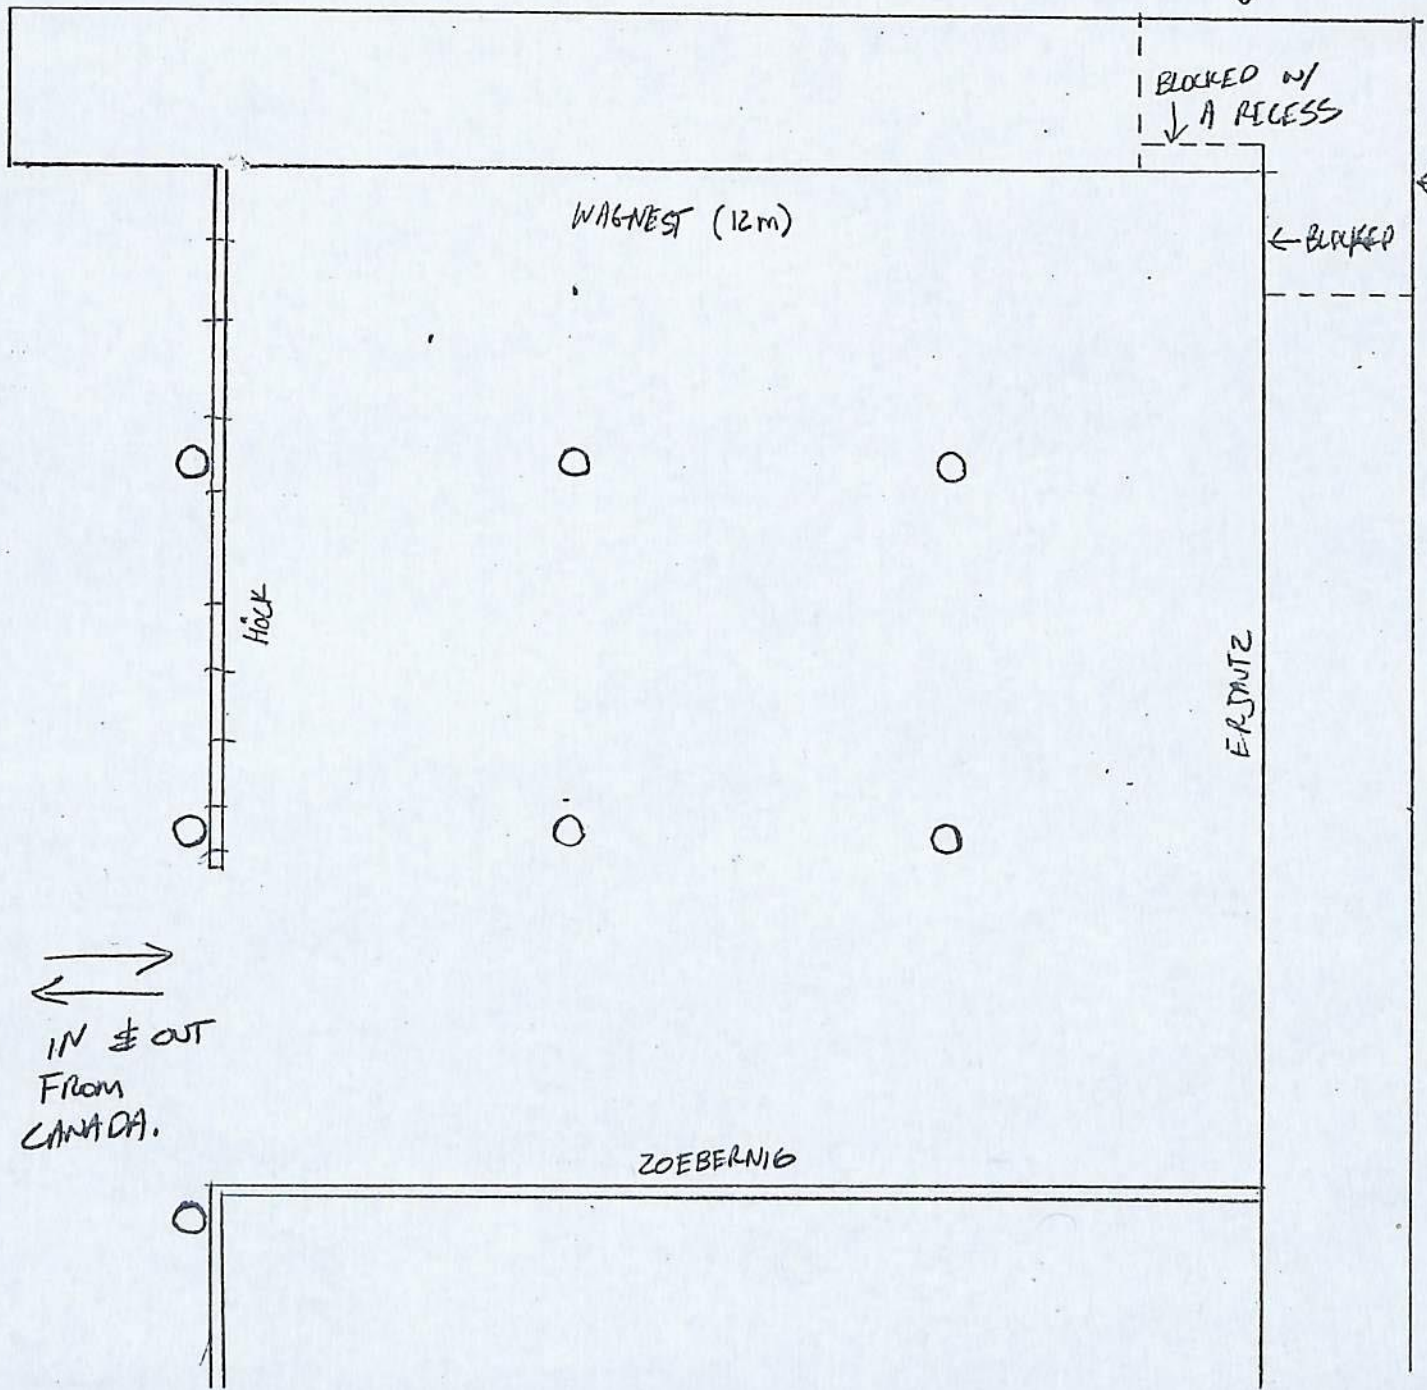 BLOCKED W/
A RECESS
WAGNEST (12m)
← BLOCKED
HÖCK
ERJAUTZ
IN & OUT
FROM
CANADA.
ZOEBERNIG